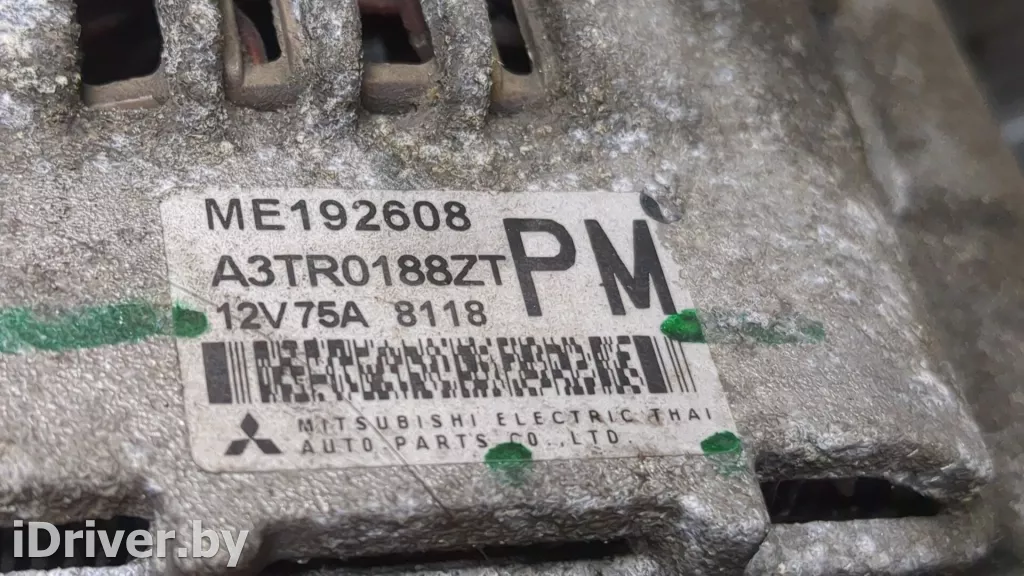 ME192608
A3TR0188ZT
PM
12V 75A 8118
MITSUBISHI ELECTRIC THAI
AUTO PARTS CO.,LTD.
iDriver.by